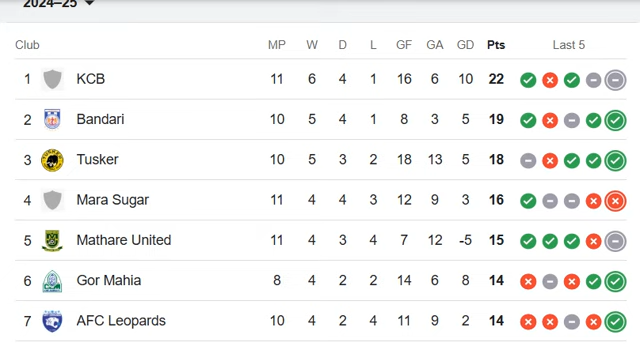 2024–25
Club MP W D L GF GA GD Pts Last 5
1 KCB 11 6 4 1 16 6 10 22
2 Bandari 10 5 4 1 8 3 5 19
3 Tusker 10 5 3 2 18 13 5 18
4 Mara Sugar 11 4 4 3 12 9 3 16
5 Mathare United 11 4 3 4 7 12 -5 15
6 Gor Mahia 8 4 2 2 14 6 8 14
7 AFC Leopards 10 4 2 4 11 9 2 14